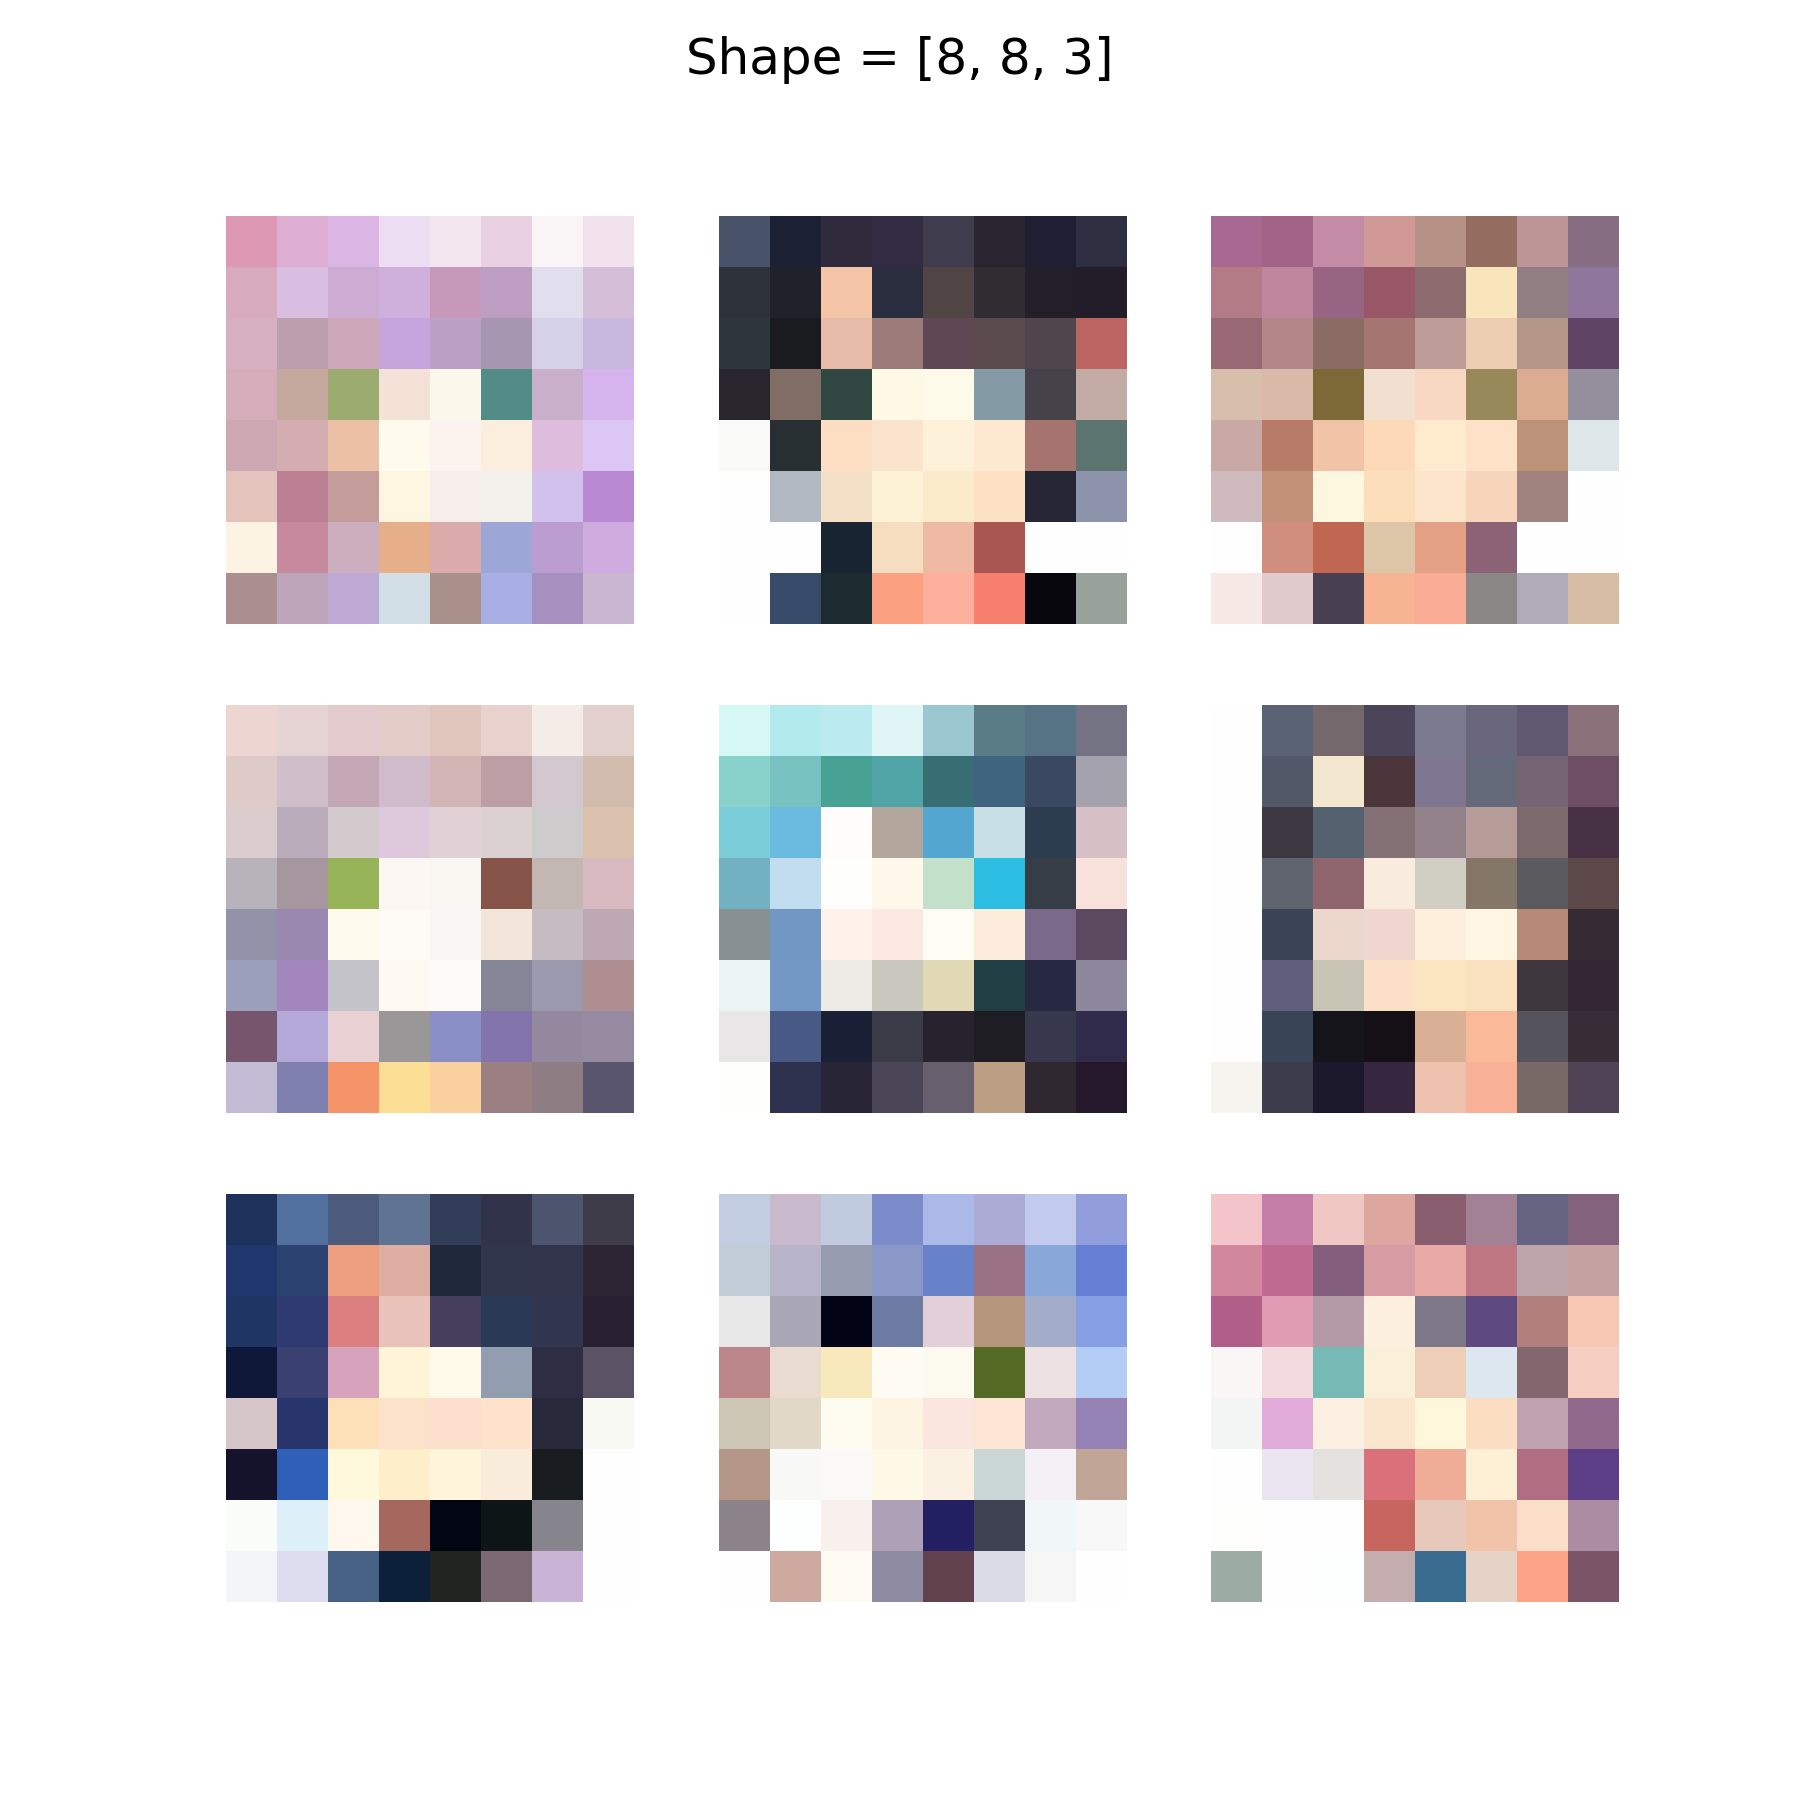 Shape = [8, 8, 3]